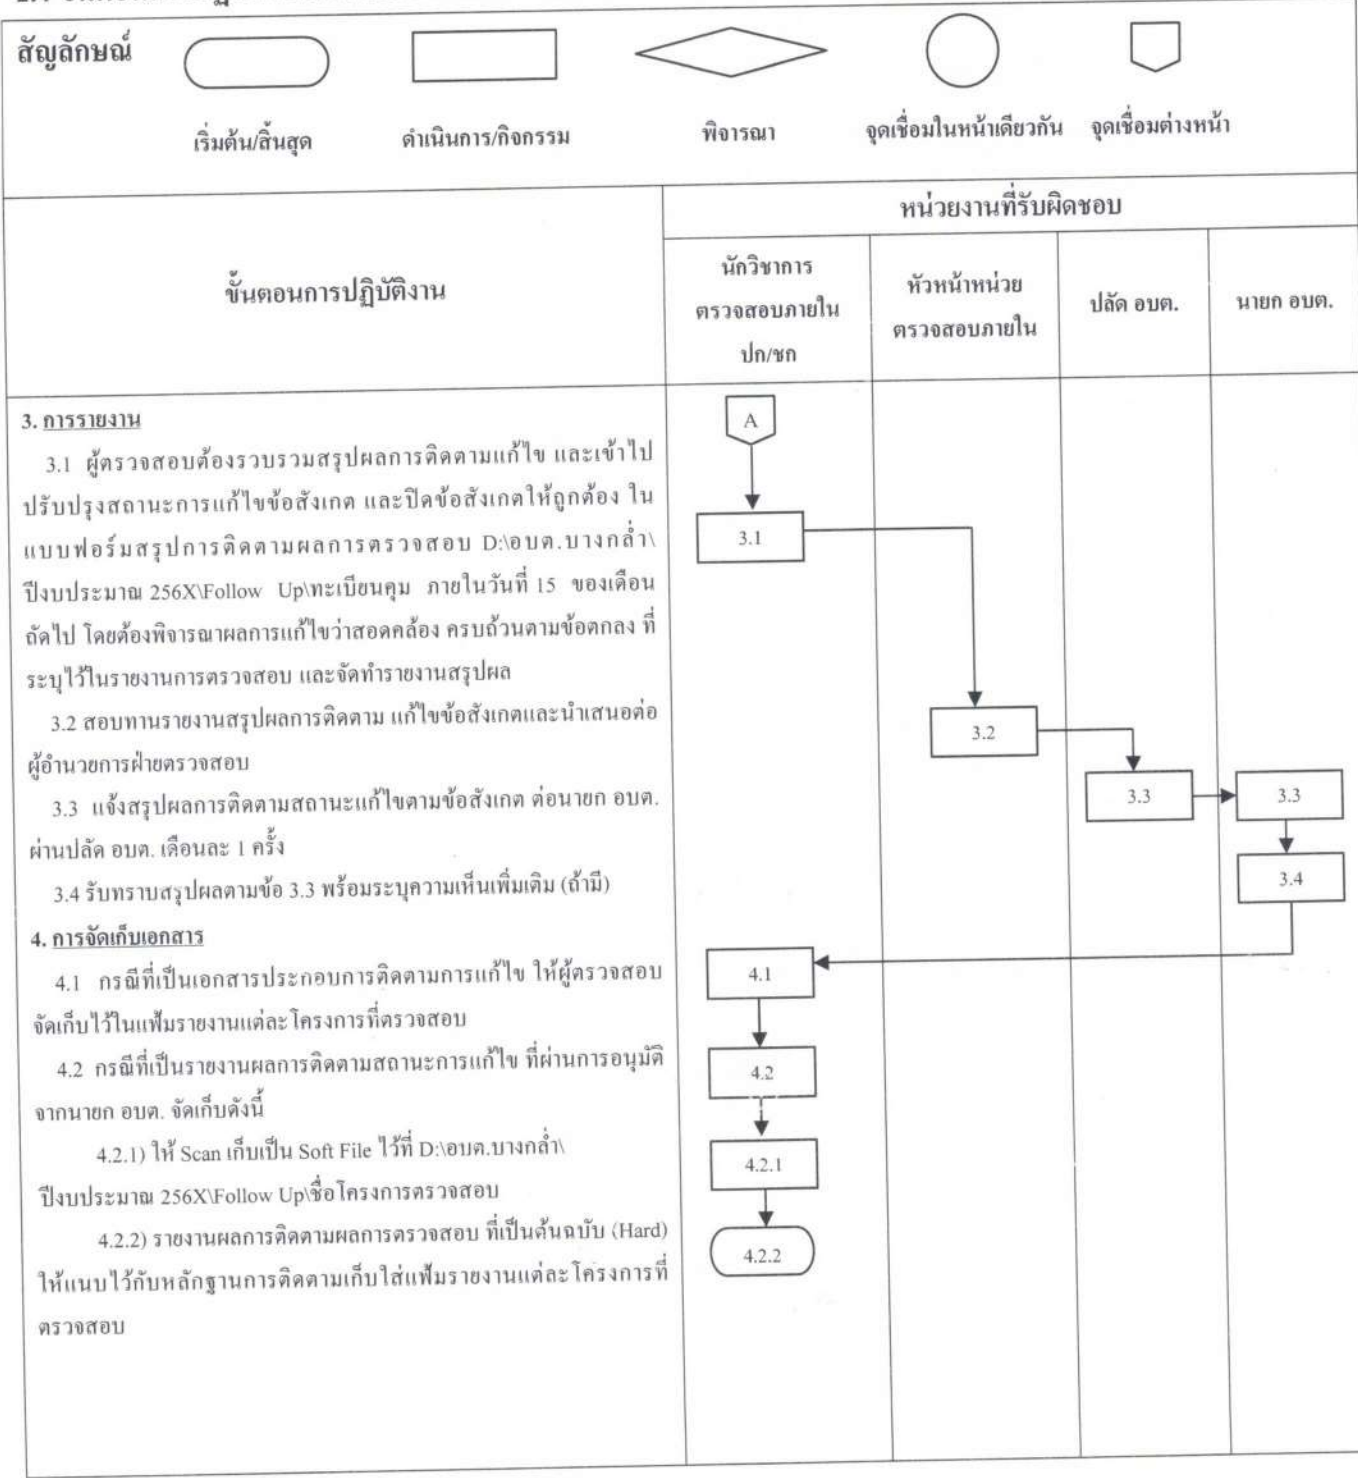 สัญลักษณ์
เริ่มต้น/สิ้นสุด ดำเนินการ/กิจกรรม พิจารณา จุดเชื่อมในหน้าเดียวกัน จุดเชื่อมต่างหน้า
หน่วยงานที่รับผิดชอบ
ขั้นตอนการปฏิบัติงาน
นักวิชาการ
ตรวจสอบภายใน
ปก/ชก
หัวหน้าหน่วย
ตรวจสอบภายใน
ปลัด อบต.
นายก อบต.
3. การรายงาน
3.1 ผู้ตรวจสอบต้องรวบรวมสรุปผลการติดตามแก้ไข และเข้าไป
ปรับปรุงสถานะการแก้ไขข้อสังเกต และปิดข้อสังเกตให้ถูกต้อง ใน
แบบฟอร์มสรุปการติดตามผลการตรวจสอบ D:\อบต.บางกล่ำ\
ปีงบประมาณ 256X\Follow Up\ทะเบียนคุม ภายในวันที่ 15 ของเดือน
ถัดไป โดยต้องพิจารณาผลการแก้ไขว่าสอดคล้อง ครบถ้วนตามข้อตกลง ที่
ระบุไว้ในรายงานการตรวจสอบ และจัดทำรายงานสรุปผล
3.2 สอบทานรายงานสรุปผลการติดตาม แก้ไขข้อสังเกตและนำเสนอต่อ
ผู้อำนวยการฝ่ายตรวจสอบ
3.3 แจ้งสรุปผลการติดตามสถานะแก้ไขตามข้อสังเกต ต่อนายก อบต.
ผ่านปลัด อบต. เดือนละ 1 ครั้ง
3.4 รับทราบสรุปผลตามข้อ 3.3 พร้อมระบุความเห็นเพิ่มเติม (ถ้ามี)
4. การจัดเก็บเอกสาร
4.1 กรณีที่เป็นเอกสารประกอบการติดตามการแก้ไข ให้ผู้ตรวจสอบ
จัดเก็บไว้ในแฟ้มรายงานแต่ละโครงการที่ตรวจสอบ
4.2 กรณีที่เป็นรายงานผลการติดตามสถานะการแก้ไข ที่ผ่านการอนุมัติ
จากนายก อบต. จัดเก็บดังนี้
4.2.1) ให้ Scan เก็บเป็น Soft File ไว้ที่ D:\อบต.บางกล่ำ\
ปีงบประมาณ 256X\Follow Up\ชื่อโครงการตรวจสอบ
4.2.2) รายงานผลการติดตามผลการตรวจสอบ ที่เป็นต้นฉบับ (Hard)
ให้แนบไว้กับหลักฐานการติดตามเก็บใส่แฟ้มรายงานแต่ละโครงการที่
ตรวจสอบ
A
3.1
3.2
3.3
3.3
3.4
4.1
4.2
4.2.1
4.2.2